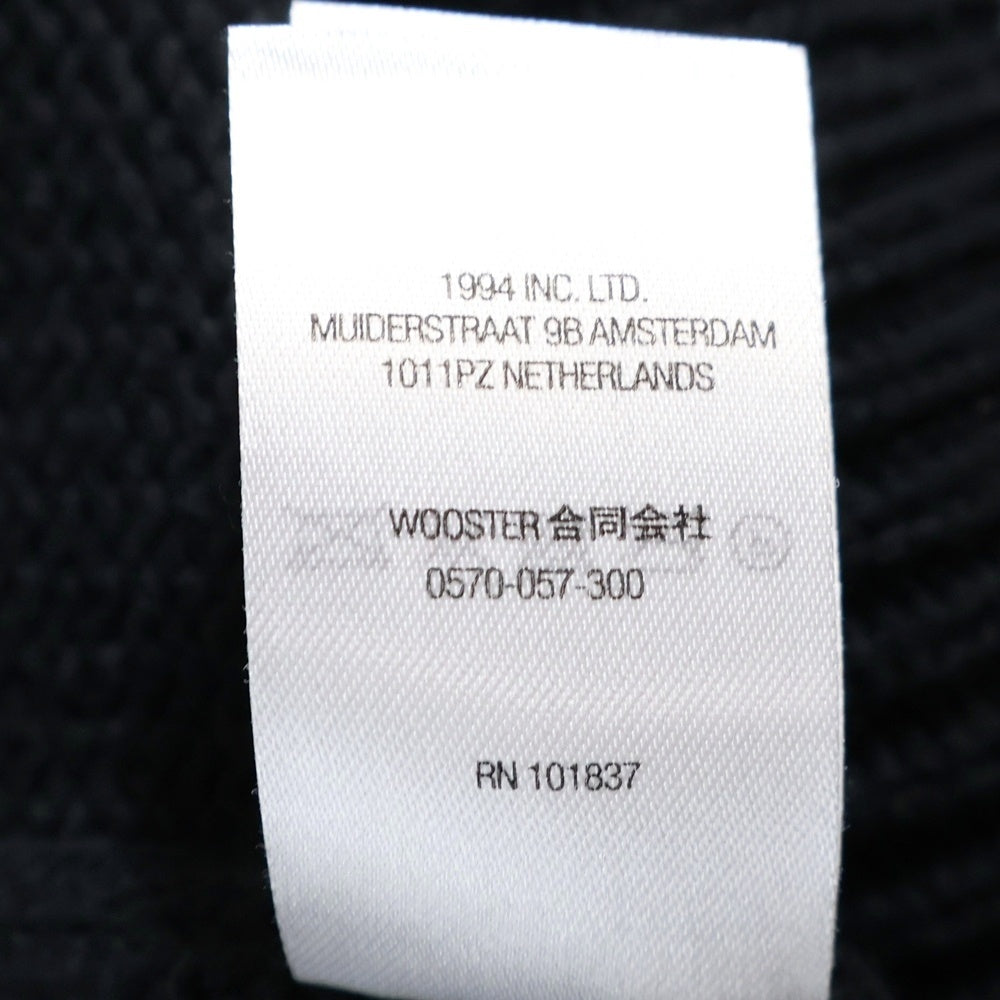 1994 INC. LTD.
MUIDERSTRAAT 9B AMSTERDAM
1011PZ NETHERLANDS
WOOSTER 合同会社
0570-057-300
RN 101837